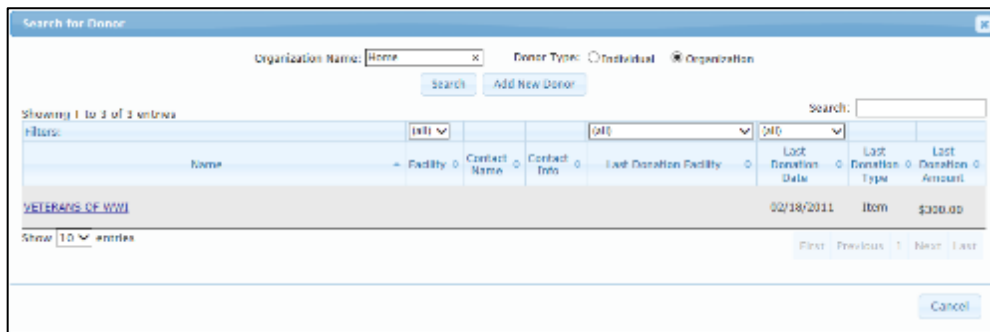 Search for Donor
Organization Name: Home x Donor Type: Individual Organization
Search Add New Donor
Showing 1 to 3 of 3 entries Search:
Filters: (all) (all) (all)
Name Facility Contact Name Contact Info Last Donation Facility Last Donation Date Last Donation Type Last Donation Amount
VETERANS OF WWI 02/18/2011 Item $300.00
Show 10 entries
First Previous 1 Next Last
Cancel